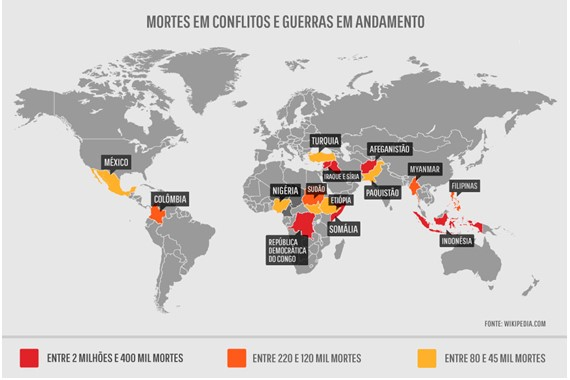 MORTES EM CONFLITOS E GUERRAS EM ANDAMENTO
TURQUIA
AFEGANISTÃO
MÉXICO
IRAQUE E SÍRIA
MYANMAR
COLÔMBIA
NIGÉRIA
SUDÃO
ETIÓPIA
PAQUISTÃO
FILIPINAS
SOMÁLIA
REPÚBLICA
DEMOCRÁTICA
DO CONGO
INDONÉSIA
FONTE: WIKIPEDIA.COM
ENTRE 2 MILHÕES E 400 MIL MORTES
ENTRE 220 E 120 MIL MORTES
ENTRE 80 E 45 MIL MORTES